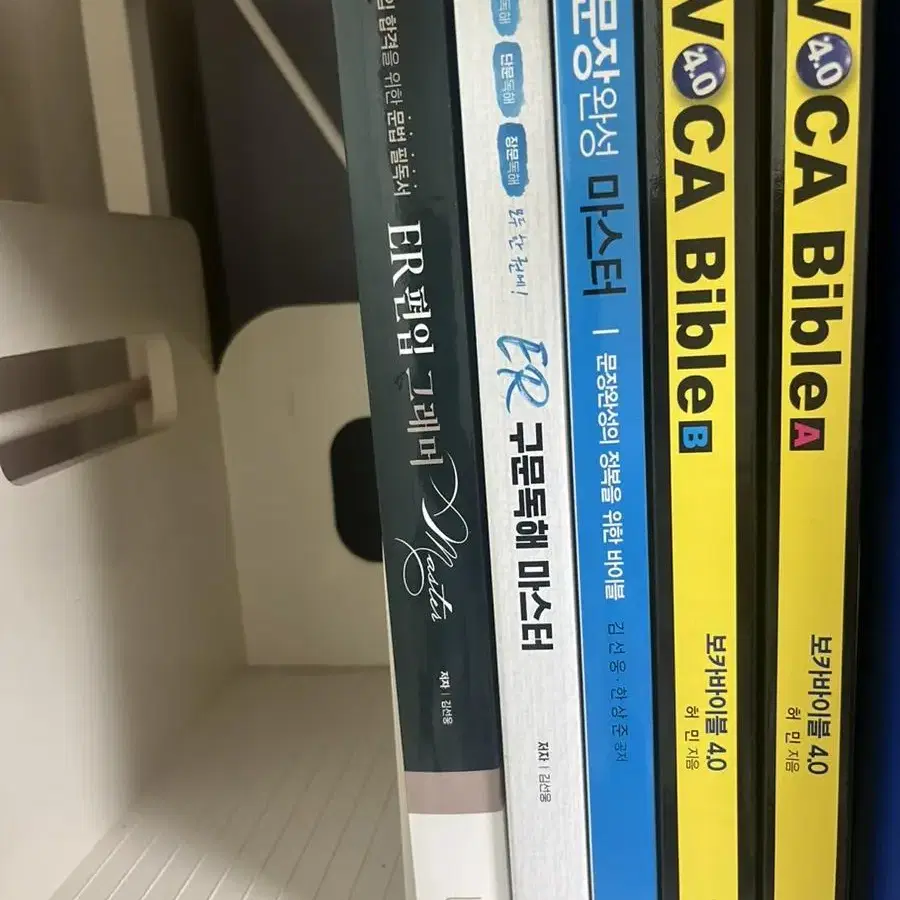 합격을 위한 문법 필독서
ER 편입 그래머 Master
저자 | 김선웅
단문독해
장문독해
모두 한 권에!
ER 구문독해 마스터
저자 | 김선웅
문장완성 마스터 | 문장완성의 정복을 위한 바이블
김선웅 · 한상준 공저
VOCA Bible B
4.0
보카바이블 4.0
허 민 지음
VOCA Bible A
4.0
보카바이블 4.0
허 민 지음